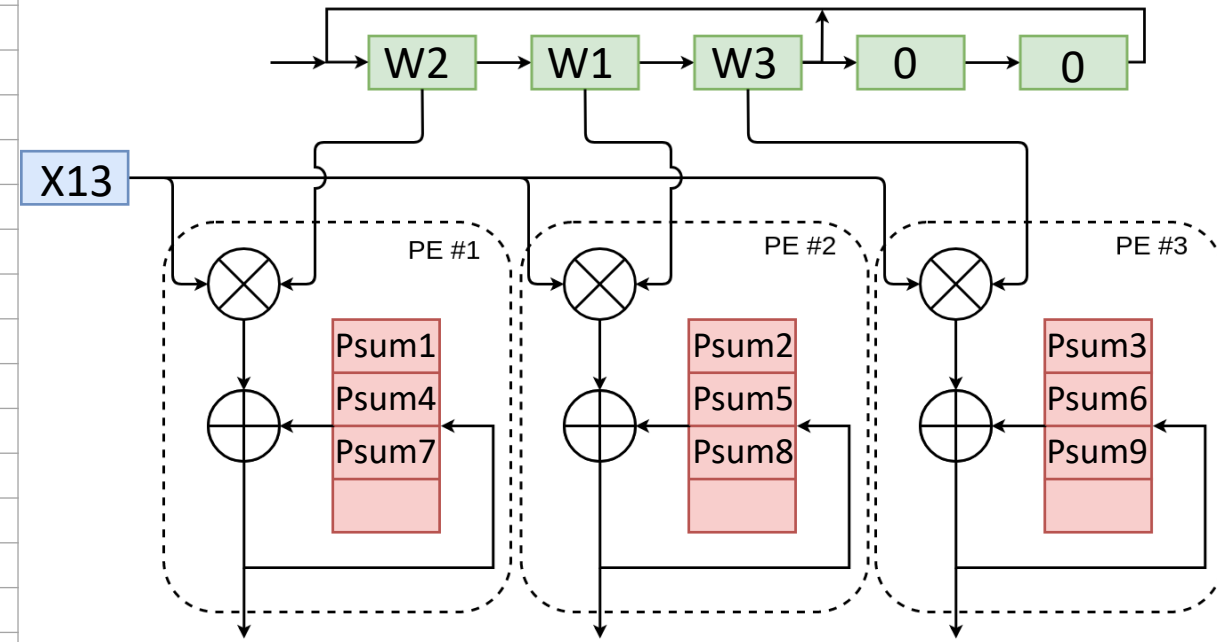 W2 W1 W3 0 0
X13
PE #1 PE #2 PE #3
Psum1 Psum2 Psum3
Psum4 Psum5 Psum6
Psum7 Psum8 Psum9